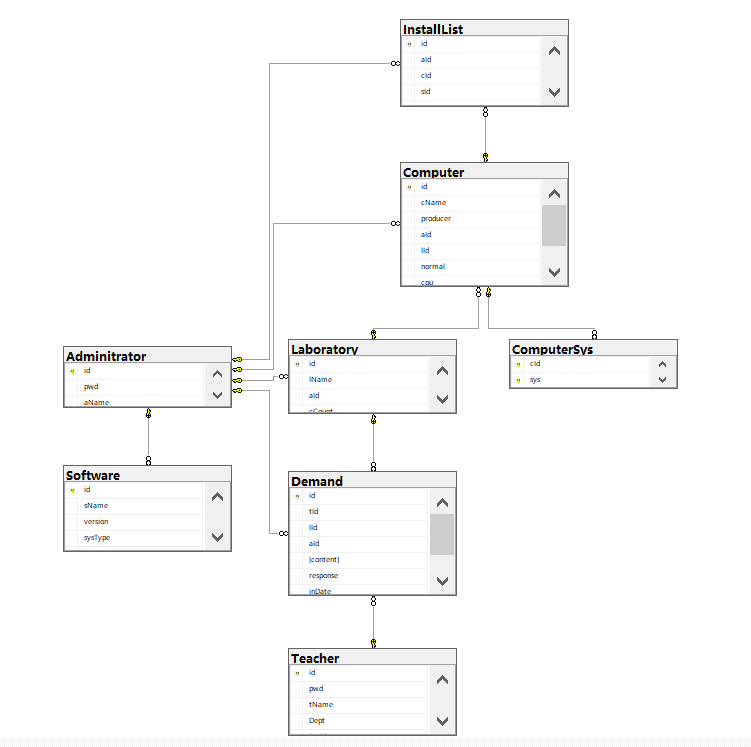 InstallList
id
aId
cId
sId
Computer
id
cName
producer
aId
lId
normal
cpu
Adminitrator
id
pwd
aName
Laboratory
id
lName
aId
cCount
ComputerSys
cId
sys
Software
id
sName
version
sysType
Demand
id
tId
lId
aId
[content]
response
inDate
Teacher
id
pwd
tName
Dept